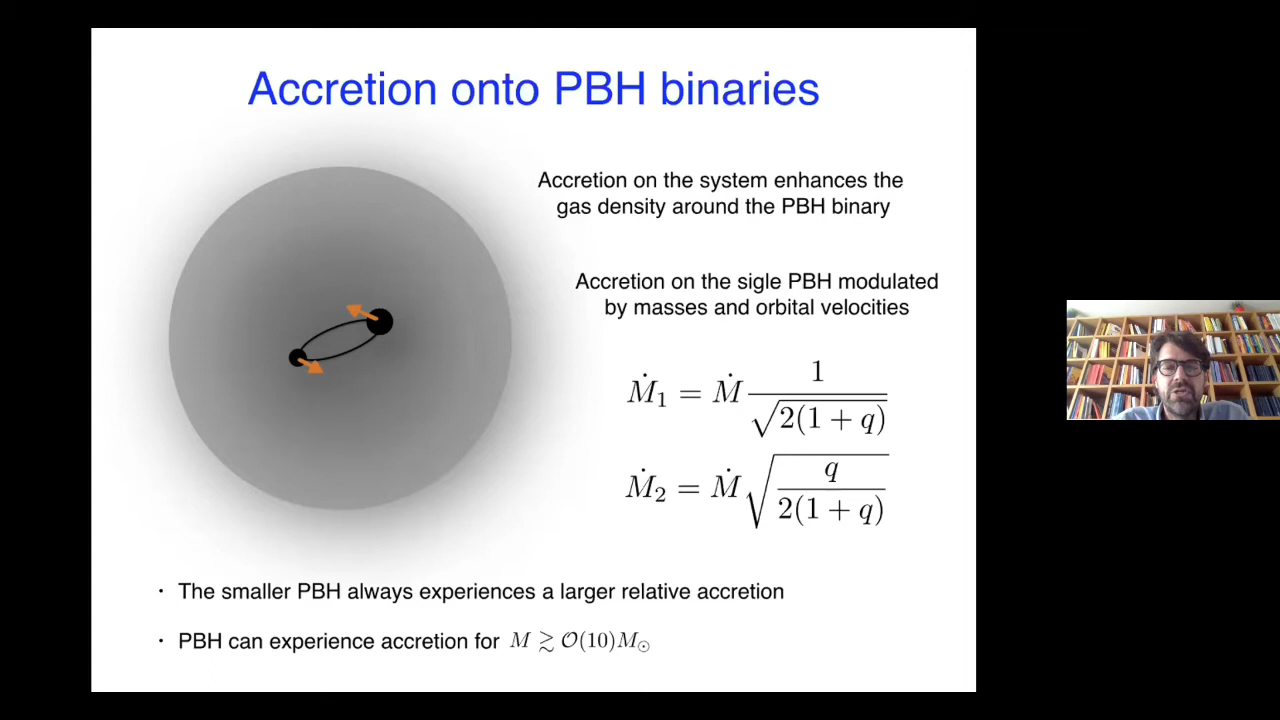 Accretion onto PBH binaries
Accretion on the system enhances the
gas density around the PBH binary
Accretion on the sigle PBH modulated
by masses and orbital velocities
Ṁ₁ = Ṁ 1/√(2(1 + q))
Ṁ₂ = Ṁ √(q/(2(1 + q)))
· The smaller PBH always experiences a larger relative accretion
· PBH can experience accretion for M ≳ 𝒪(10)M⊙